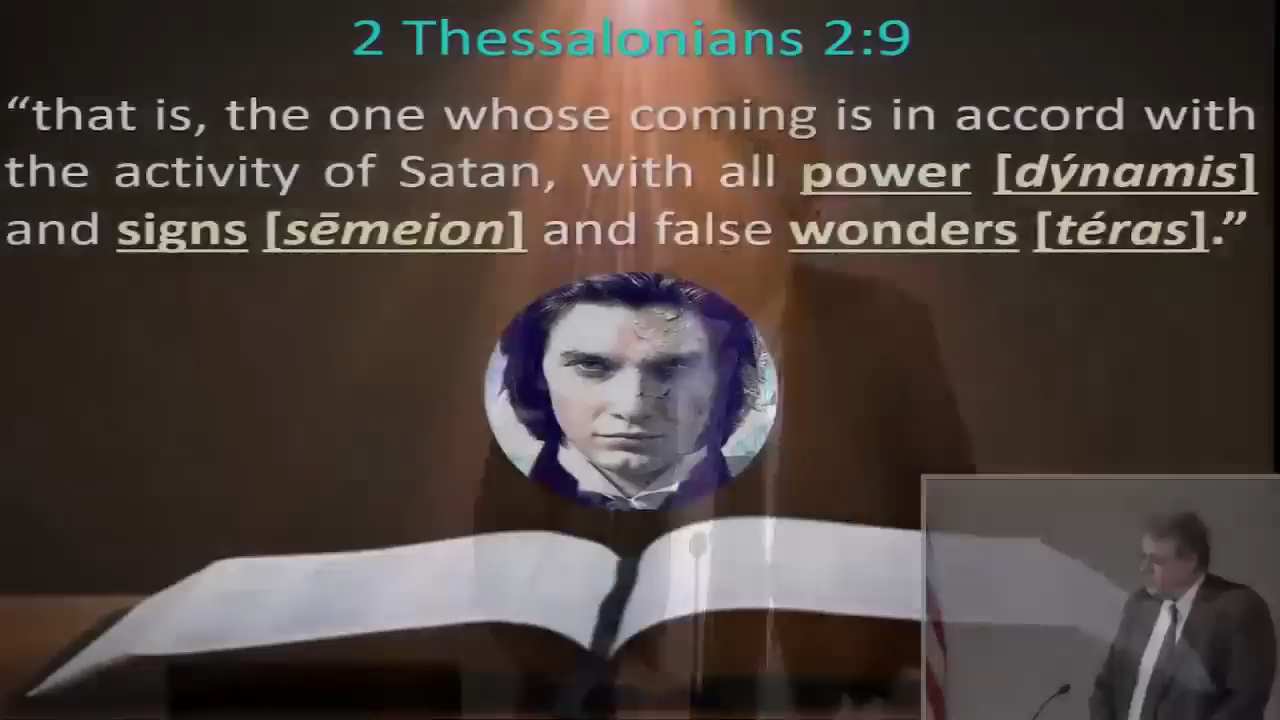 2 Thessalonians 2:9
“that is, the one whose coming is in accord with
the activity of Satan, with all power [dýnamis]
and signs [sēmeion] and false wonders [téras].”